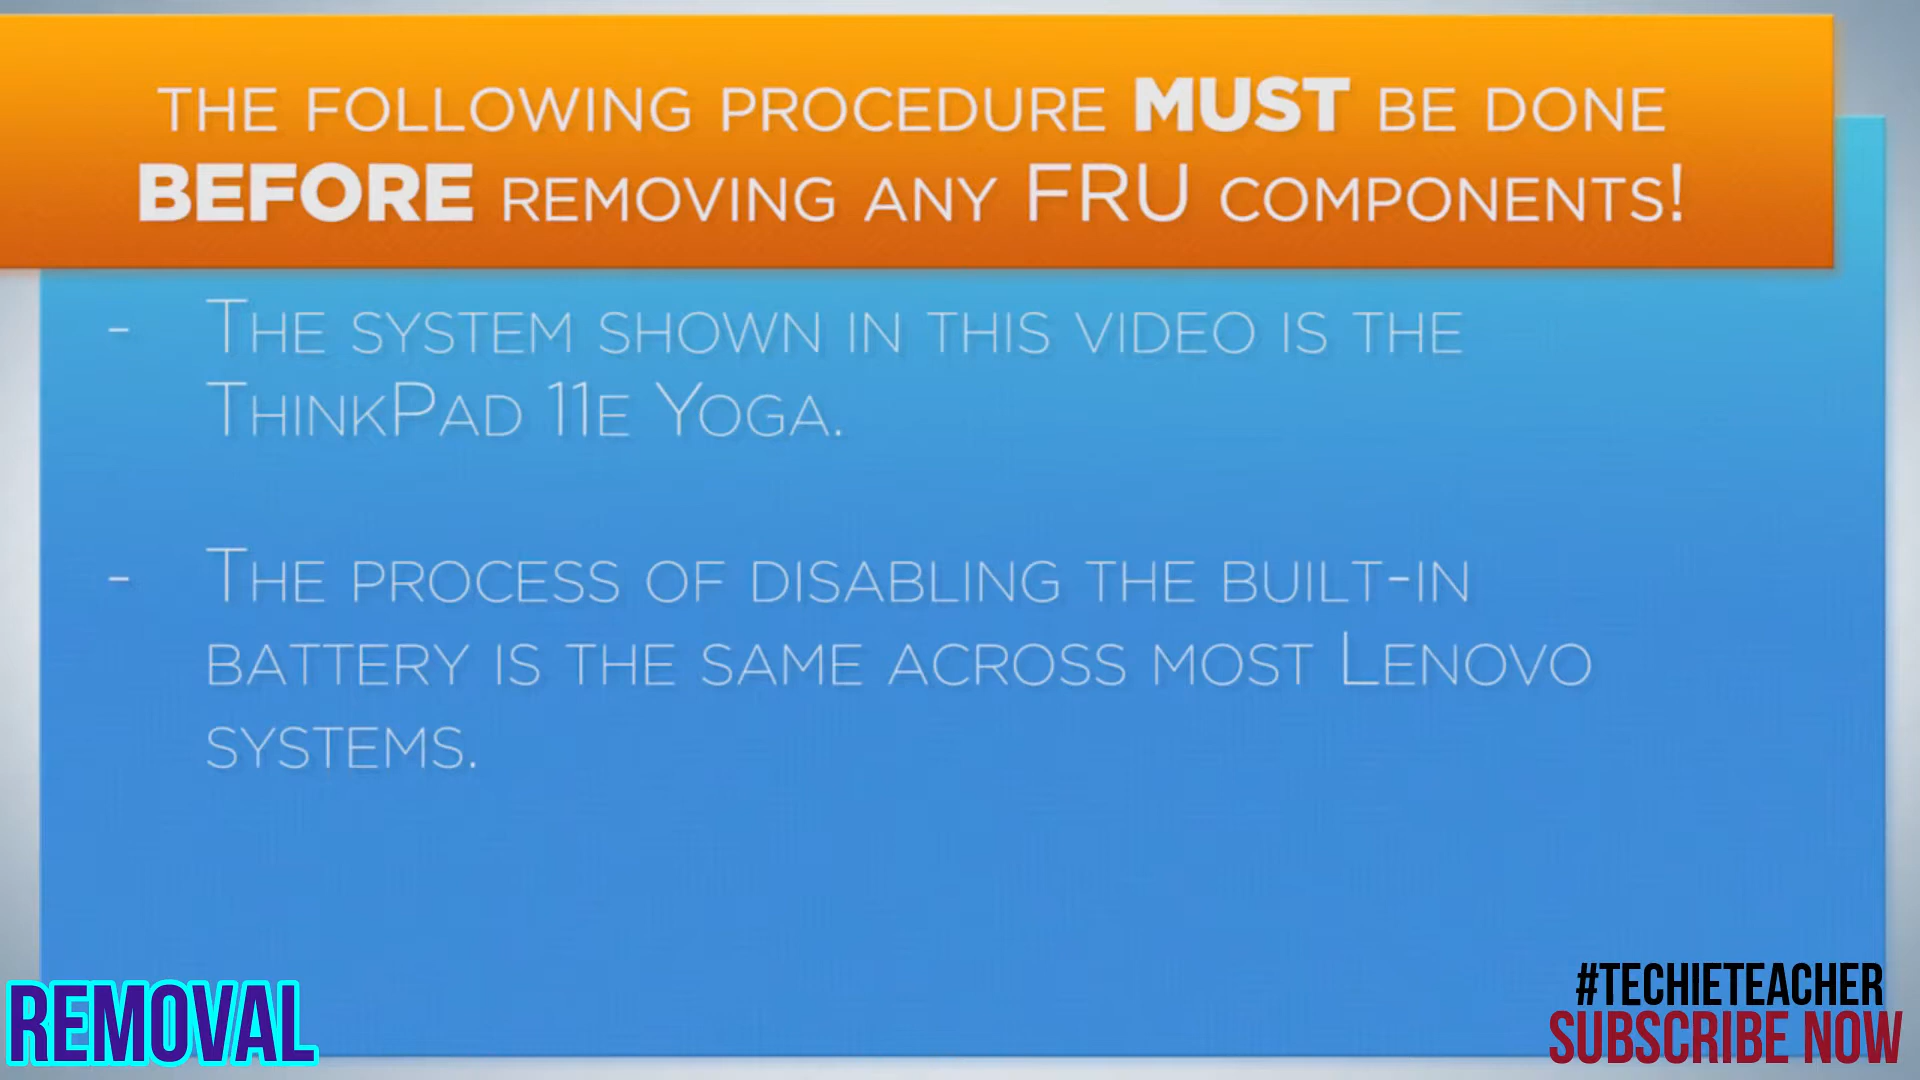 THE FOLLOWING PROCEDURE MUST BE DONE
BEFORE REMOVING ANY FRU COMPONENTS!
- THE SYSTEM SHOWN IN THIS VIDEO IS THE
THINKPAD 11E YOGA.
- THE PROCESS OF DISABLING THE BUILT-IN
BATTERY IS THE SAME ACROSS MOST LENOVO
SYSTEMS.
REMOVAL
#TECHIETEACHER
SUBSCRIBE NOW